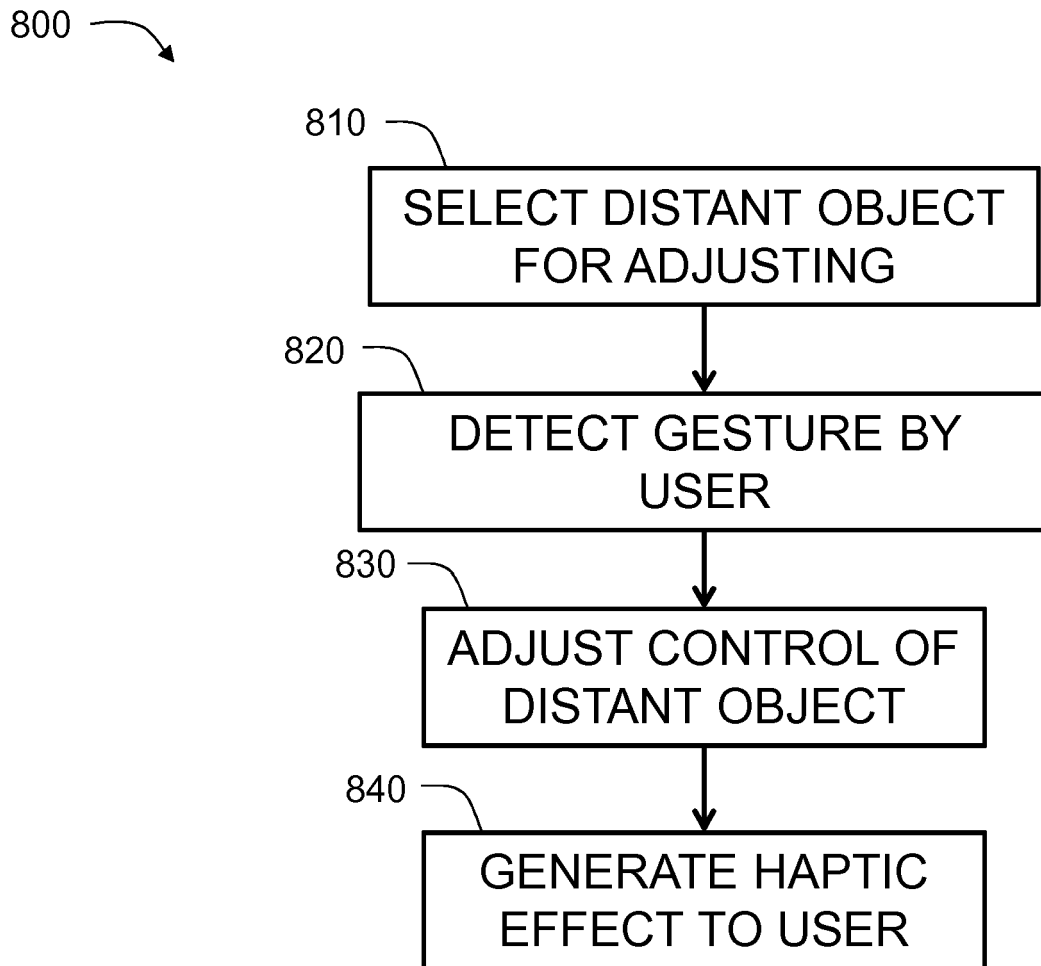 800
810
SELECT DISTANT OBJECT
FOR ADJUSTING
820
DETECT GESTURE BY
USER
830
ADJUST CONTROL OF
DISTANT OBJECT
840
GENERATE HAPTIC
EFFECT TO USER